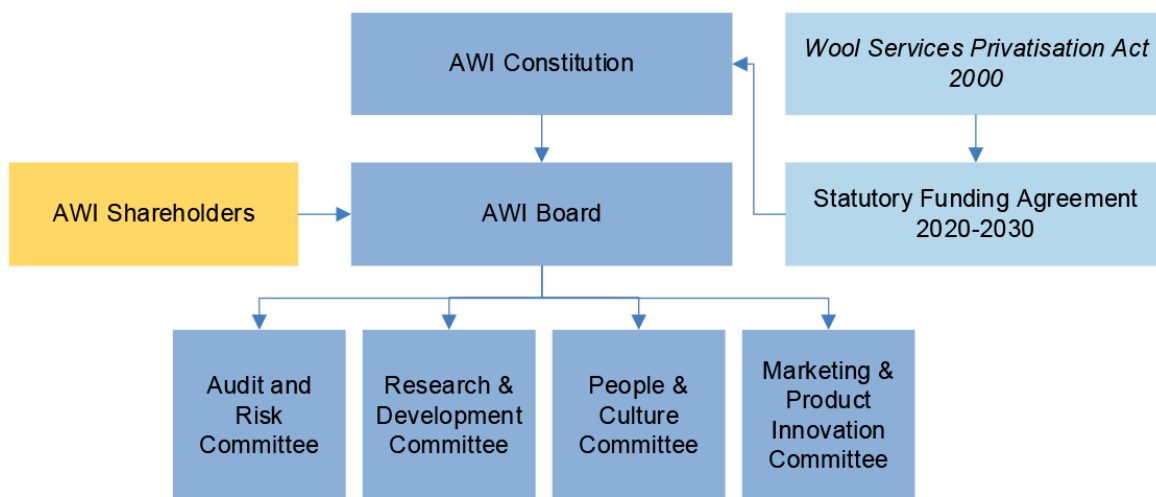 AWI Constitution
Wool Services Privatisation Act
2000
AWI Shareholders
AWI Board
Statutory Funding Agreement
2020-2030
Audit and
Risk
Committee
Research &
Development
Committee
People &
Culture
Committee
Marketing &
Product
Innovation
Committee